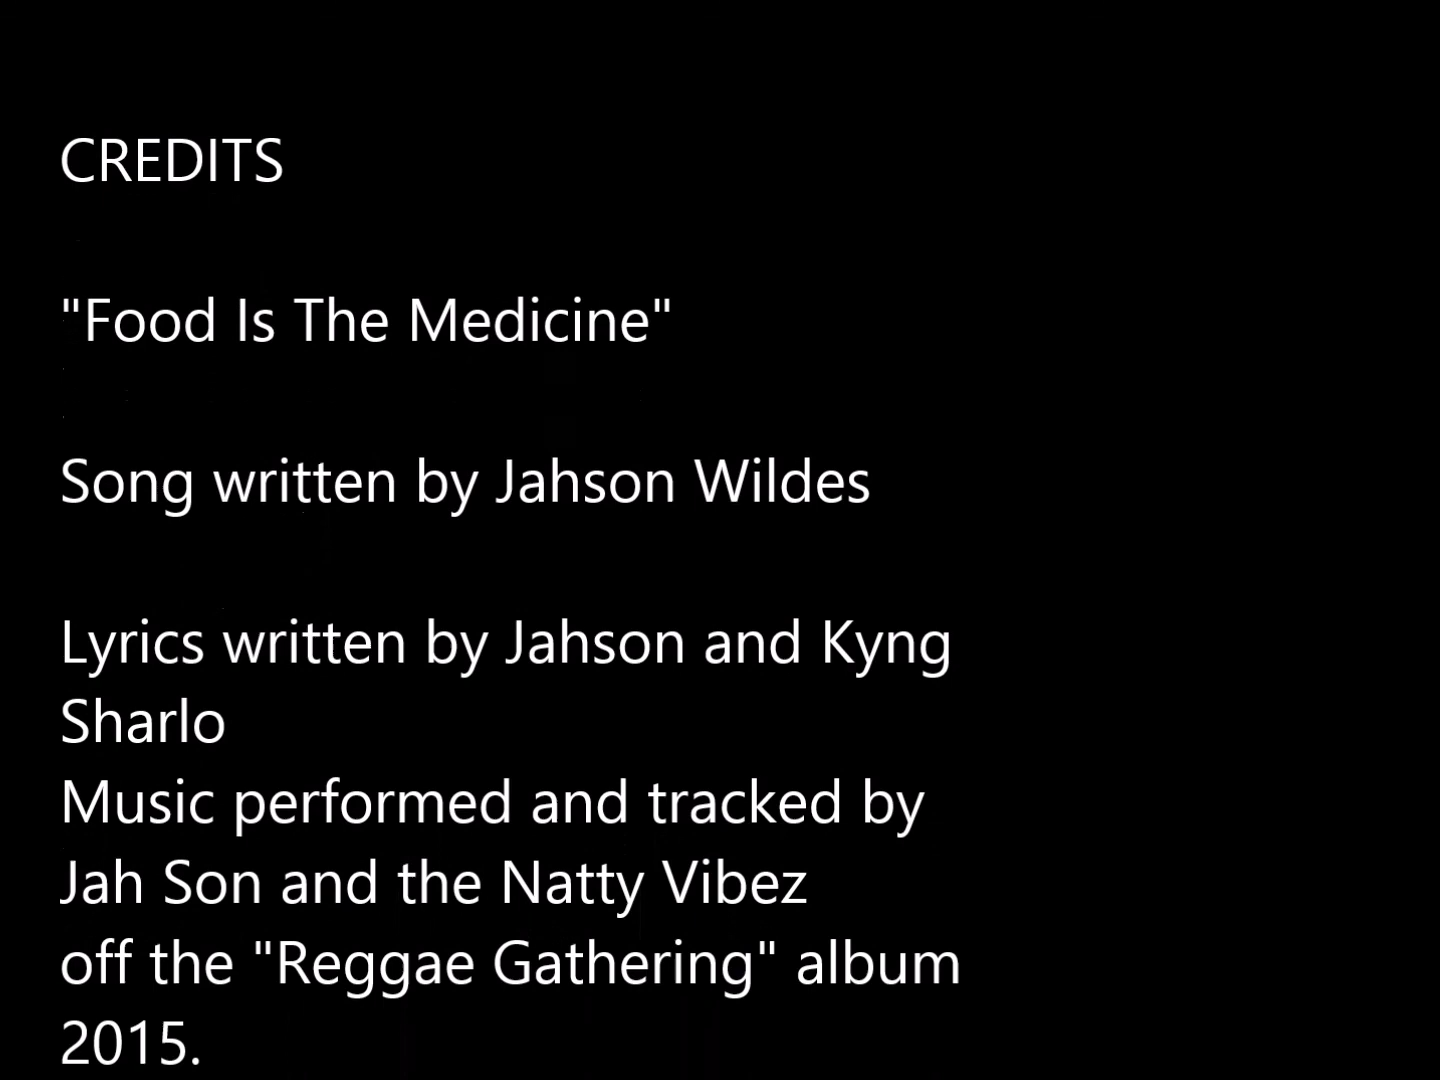 CREDITS
"Food Is The Medicine"
Song written by Jahson Wildes
Lyrics written by Jahson and Kyng
Sharlo
Music performed and tracked by
Jah Son and the Natty Vibez
off the "Reggae Gathering" album
2015.